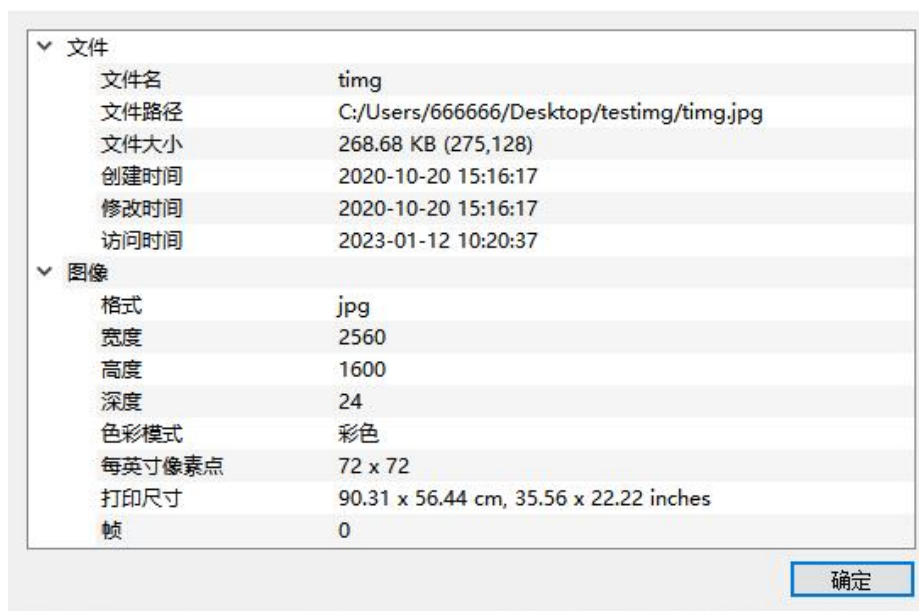 文件
文件名 timg
文件路径 C:/Users/666666/Desktop/testimg/timg.jpg
文件大小 268.68 KB (275,128)
创建时间 2020-10-20 15:16:17
修改时间 2020-10-20 15:16:17
访问时间 2023-01-12 10:20:37
图像
格式 jpg
宽度 2560
高度 1600
深度 24
色彩模式 彩色
每英寸像素点 72 x 72
打印尺寸 90.31 x 56.44 cm, 35.56 x 22.22 inches
帧 0
确定